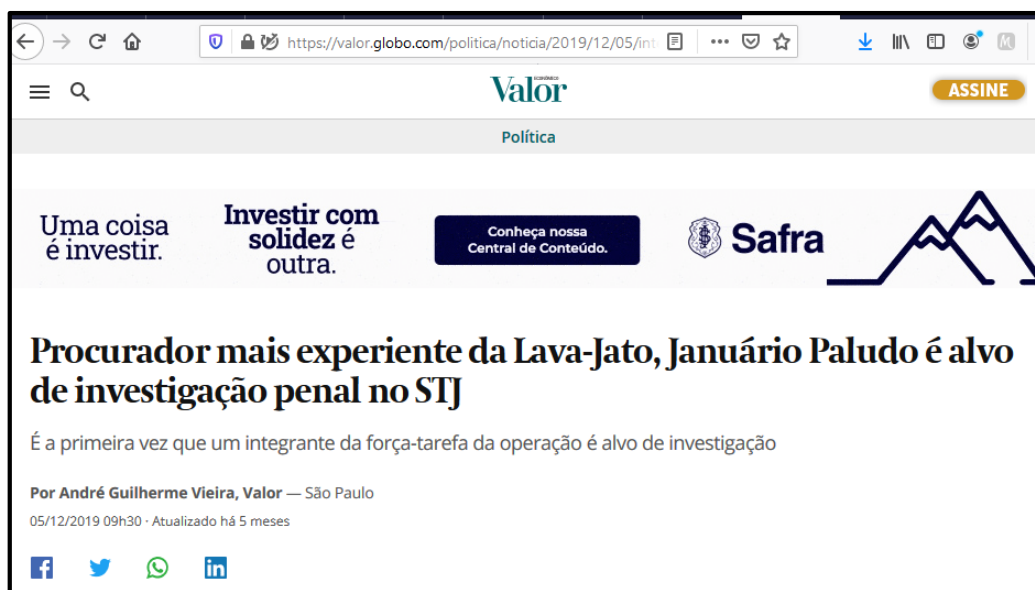 https://valor.globo.com/politica/noticia/2019/12/05/int
ECONÔMICO
Valor
ASSINE
Política
Uma coisa
é investir.
Investir com
solidez é
outra.
Conheça nossa
Central de Conteúdo.
Safra
Procurador mais experiente da Lava-Jato, Januário Paludo é alvo
de investigação penal no STJ
É a primeira vez que um integrante da força-tarefa da operação é alvo de investigação
Por André Guilherme Vieira, Valor — São Paulo
05/12/2019 09h30 · Atualizado há 5 meses